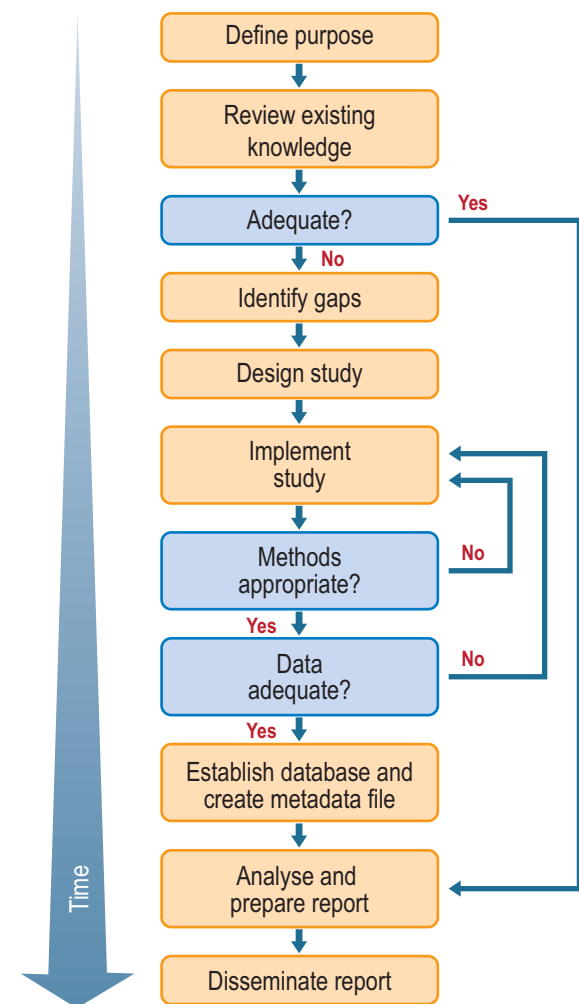 Define purpose
Review existing
knowledge
Adequate?
Yes
No
Identify gaps
Design study
Implement
study
Methods
appropriate?
No
Yes
Data
adequate?
No
Yes
Establish database and
create metadata file
Analyse and
prepare report
Disseminate report
Time